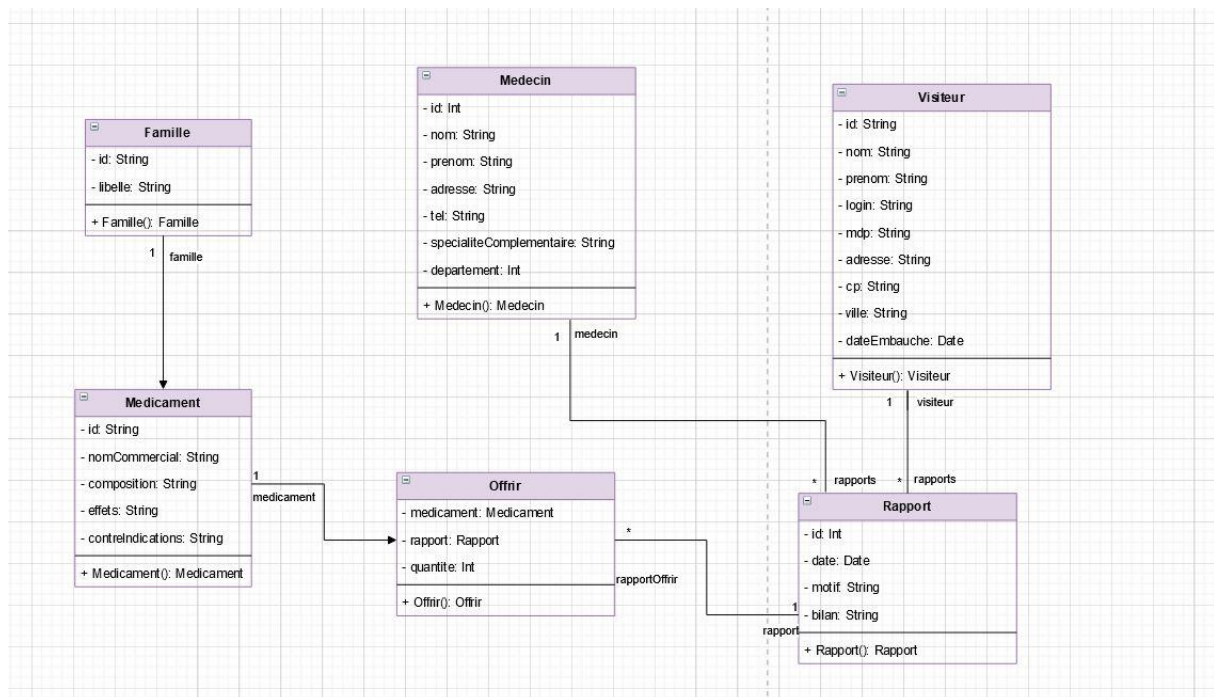 Famille
- id: String
- libelle: String
+ Famille(): Famille
1
famille
Medecin
- id: Int
- nom: String
- prenom: String
- adresse: String
- tel: String
- specialiteComplementaire: String
- departement: Int
+ Medecin(): Medecin
1
medecin
Visiteur
- id: String
- nom: String
- prenom: String
- login: String
- mdp: String
- adresse: String
- cp: String
- ville: String
- dateEmbauche: Date
+ Visiteur(): Visiteur
1
visiteur
Medicament
- id: String
- nomCommercial: String
- composition: String
- effets: String
- contreIndications: String
+ Medicament(): Medicament
1
medicament
Offrir
- medicament: Medicament
- rapport: Rapport
- quantite: Int
+ Offrir(): Offrir
*
rapportOffrir
* rapports
* rapports
Rapport
- id: Int
- date: Date
- motif: String
- bilan: String
+ Rapport(): Rapport
1
rapport